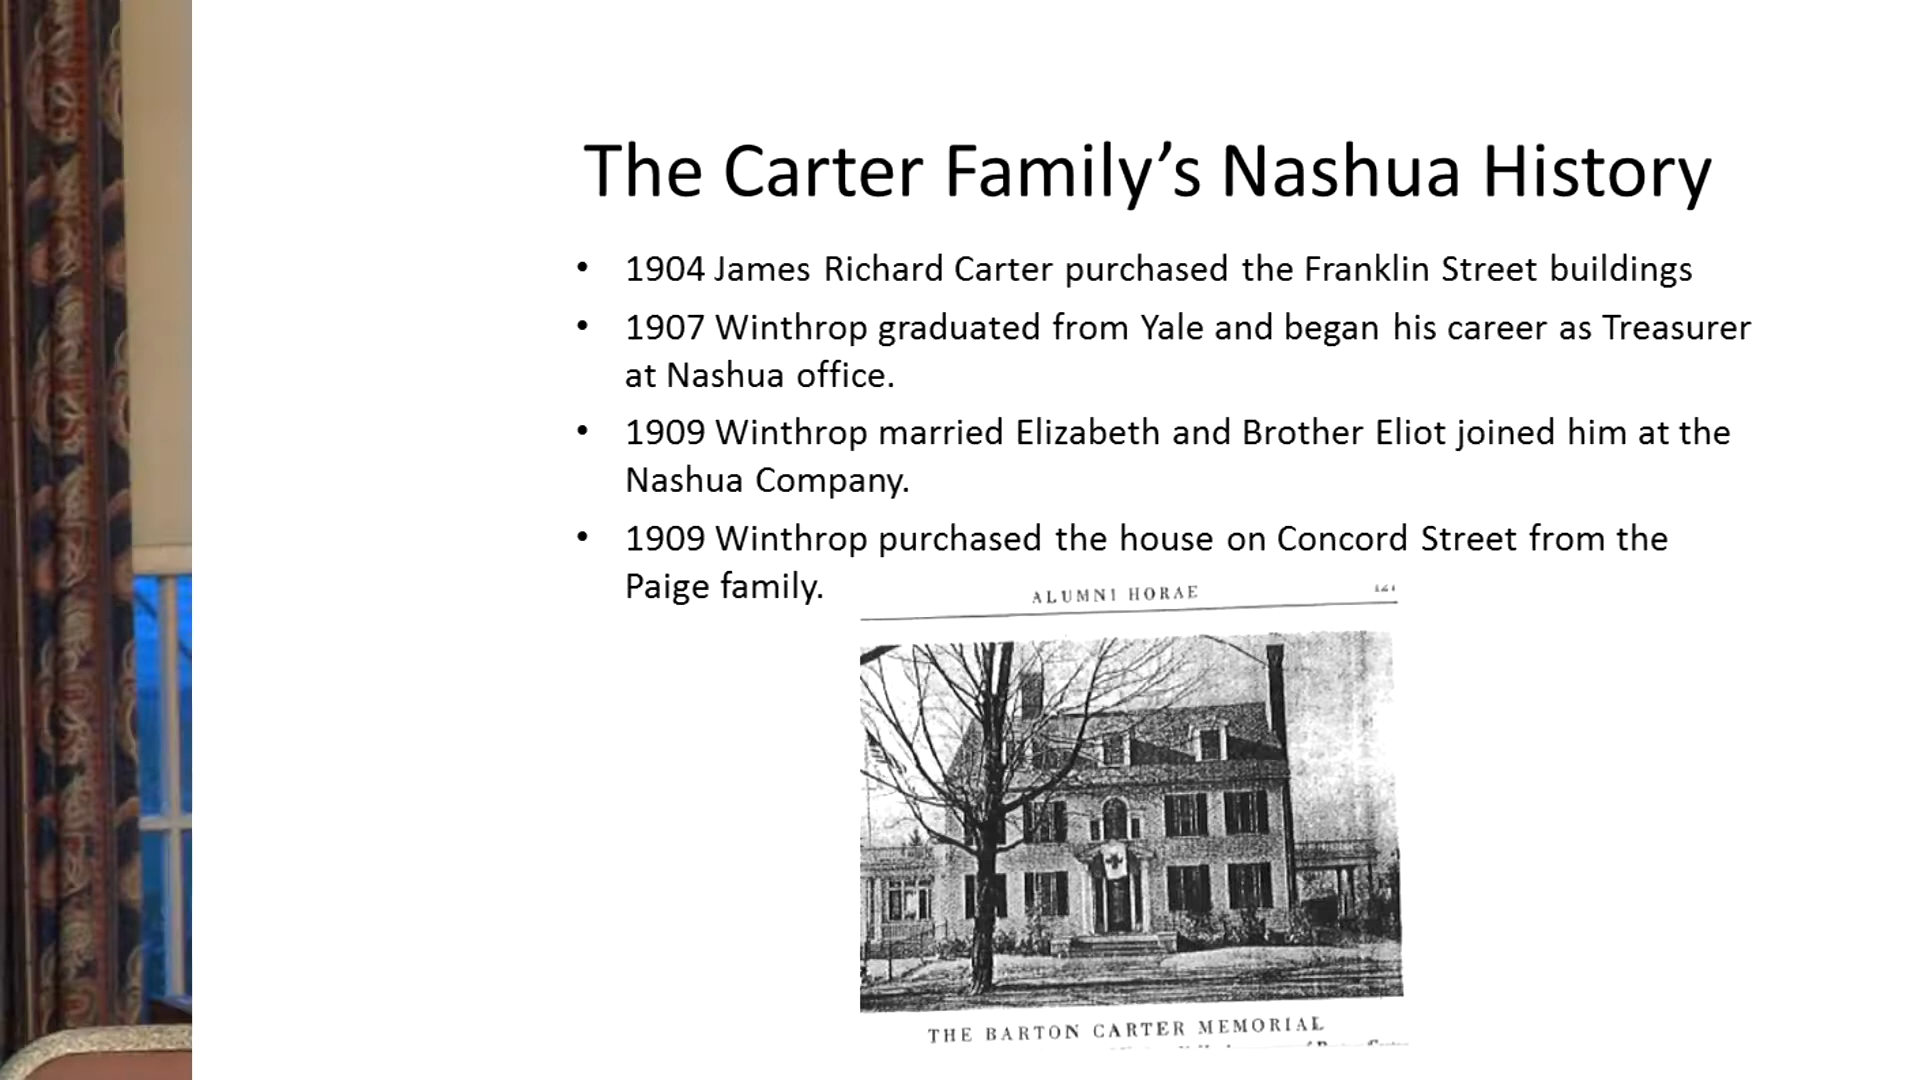 The Carter Family’s Nashua History
• 1904 James Richard Carter purchased the Franklin Street buildings
• 1907 Winthrop graduated from Yale and began his career as Treasurer
at Nashua office.
• 1909 Winthrop married Elizabeth and Brother Eliot joined him at the
Nashua Company.
• 1909 Winthrop purchased the house on Concord Street from the
Paige family.
ALUMNI HORAE
THE BARTON CARTER MEMORIAL